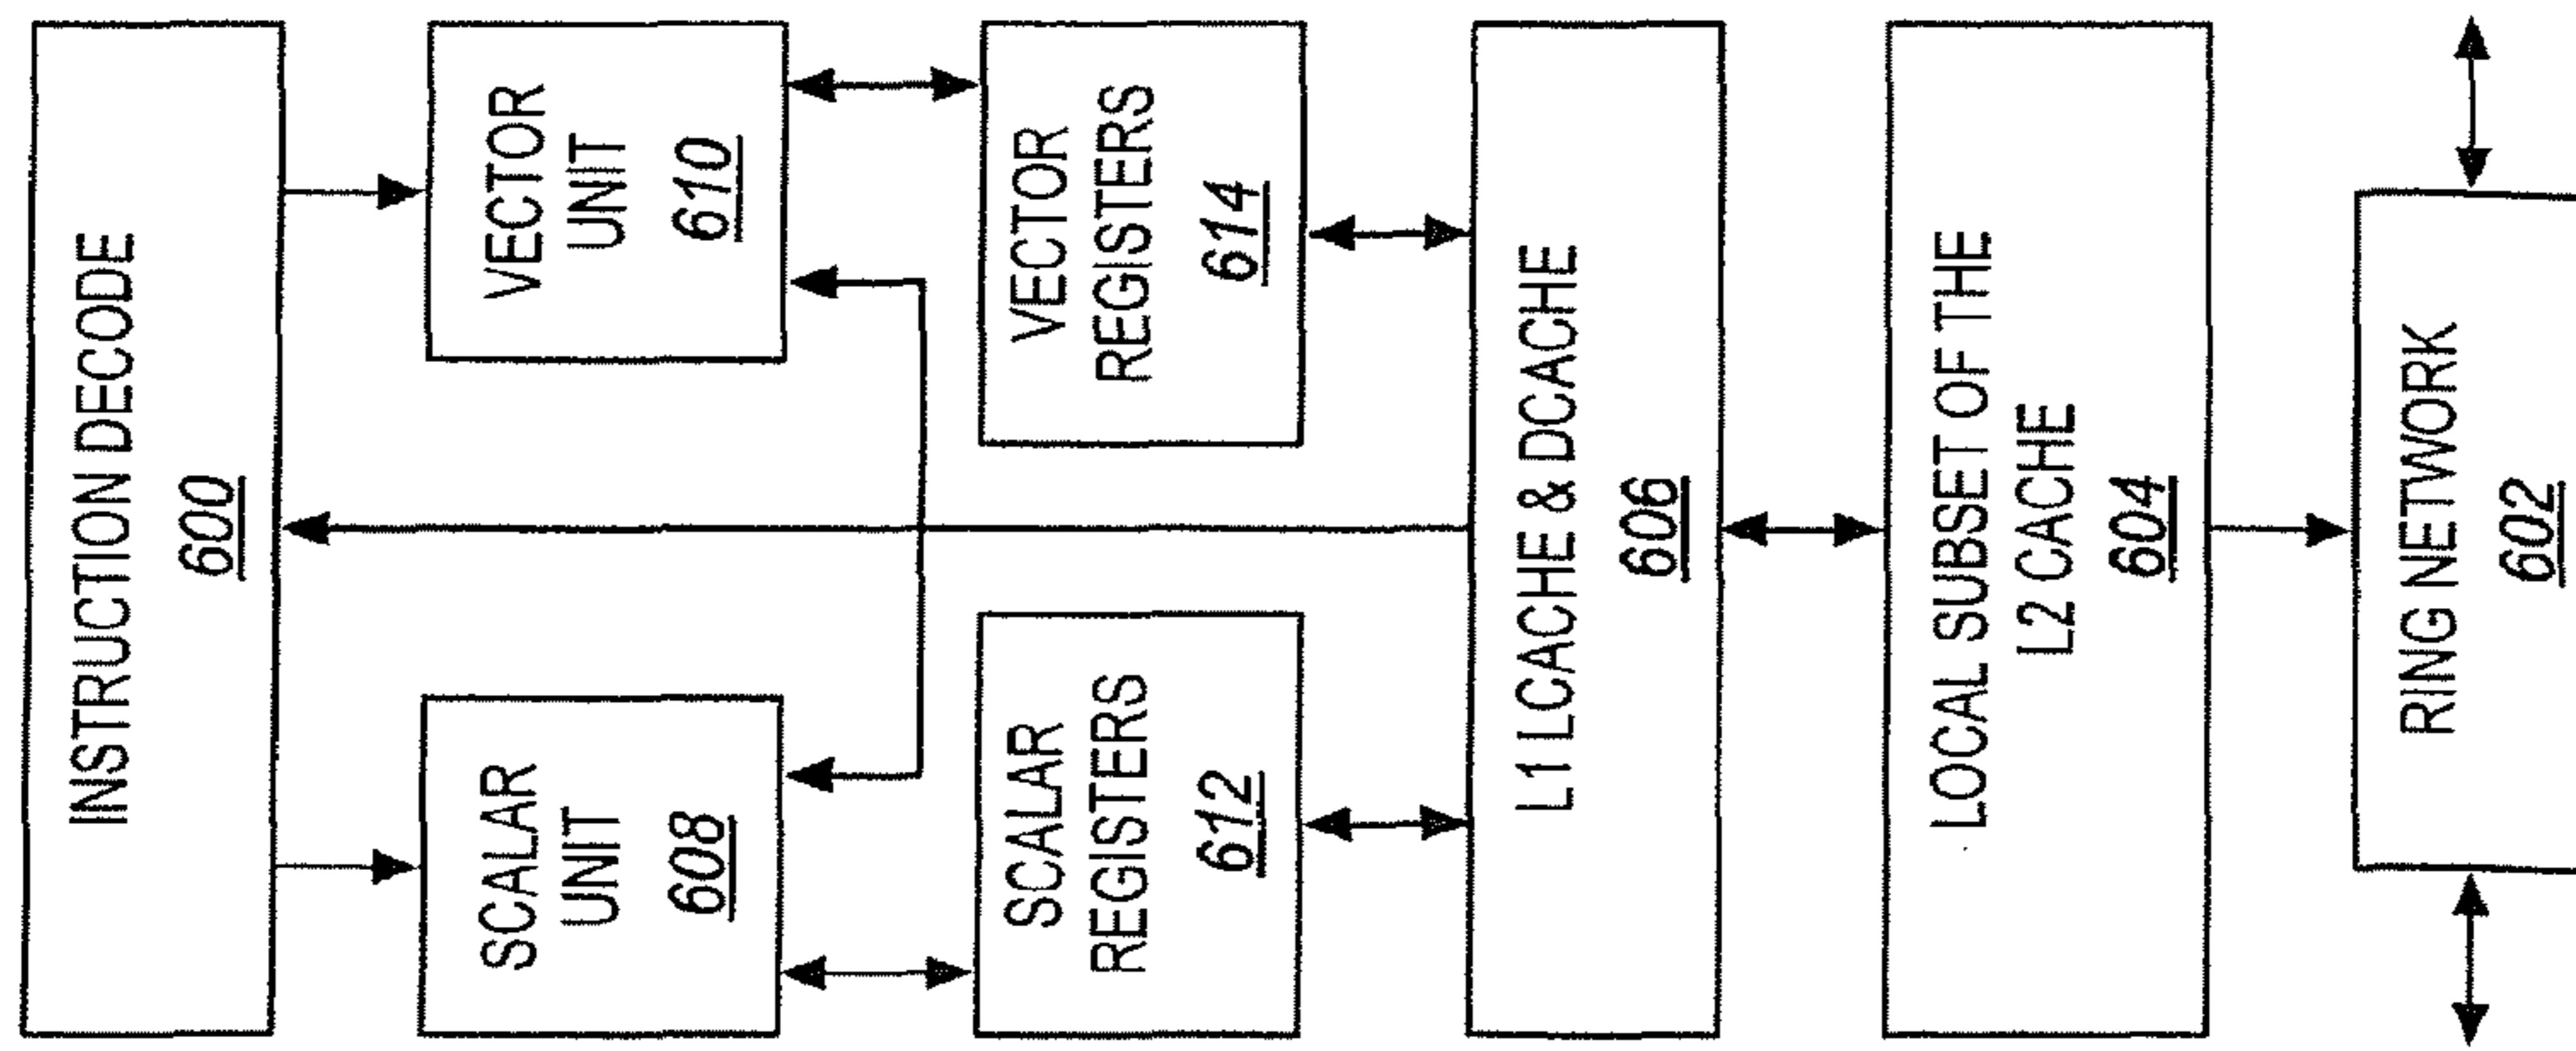 INSTRUCTION DECODE
600
SCALAR
UNIT
608
VECTOR
UNIT
610
SCALAR
REGISTERS
612
VECTOR
REGISTERS
614
L1 LCACHE & DCACHE
606
LOCAL SUBSET OF THE
L2 CACHE
604
RING NETWORK
602